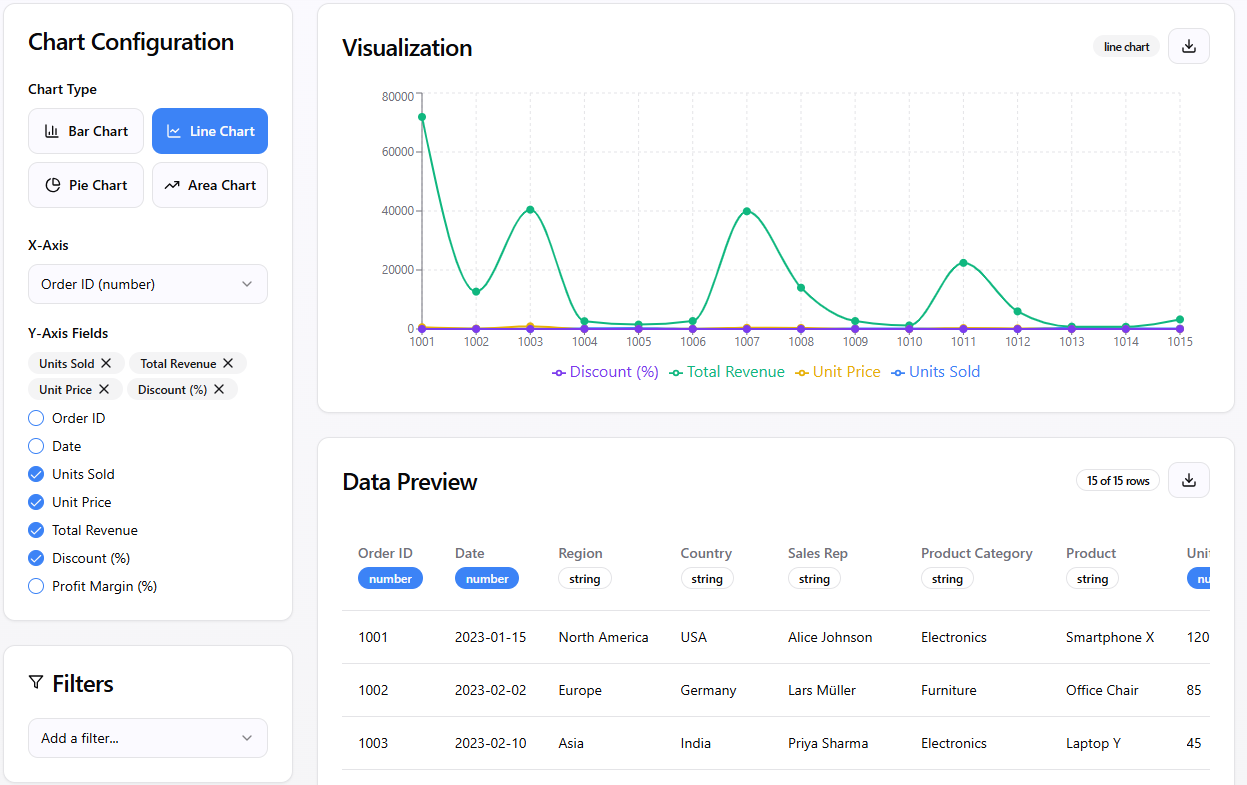 Chart Configuration
Chart Type
Bar Chart
Line Chart
Pie Chart
Area Chart
X-Axis
Order ID (number)
Y-Axis Fields
Units Sold
Total Revenue
Unit Price
Discount (%)
Order ID
Date
Units Sold
Unit Price
Total Revenue
Discount (%)
Profit Margin (%)
Filters
Add a filter...
Visualization
line chart
80000
60000
40000
20000
0
1001 1002 1003 1004 1005 1006 1007 1008 1009 1010 1011 1012 1013 1014 1015
Discount (%) Total Revenue Unit Price Units Sold
Data Preview
15 of 15 rows
Order ID Date Region Country Sales Rep Product Category Product Unit
number number string string string string string nu
1001 2023-01-15 North America USA Alice Johnson Electronics Smartphone X 120
1002 2023-02-02 Europe Germany Lars Müller Furniture Office Chair 85
1003 2023-02-10 Asia India Priya Sharma Electronics Laptop Y 45